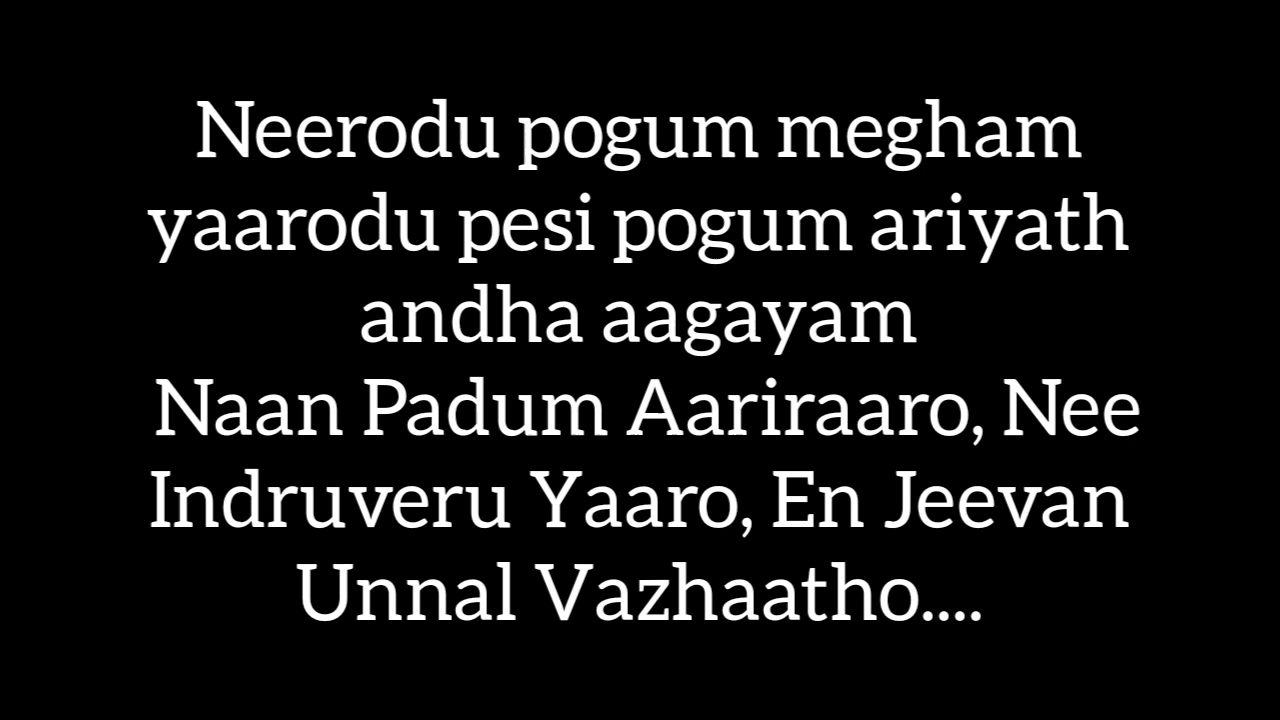 Neerodu pogum megham
yaarodu pesi pogum ariyath
andha aagayam
Naan Padum Aariraaro, Nee
Indruveru Yaaro, En Jeevan
Unnal Vazhaatho....